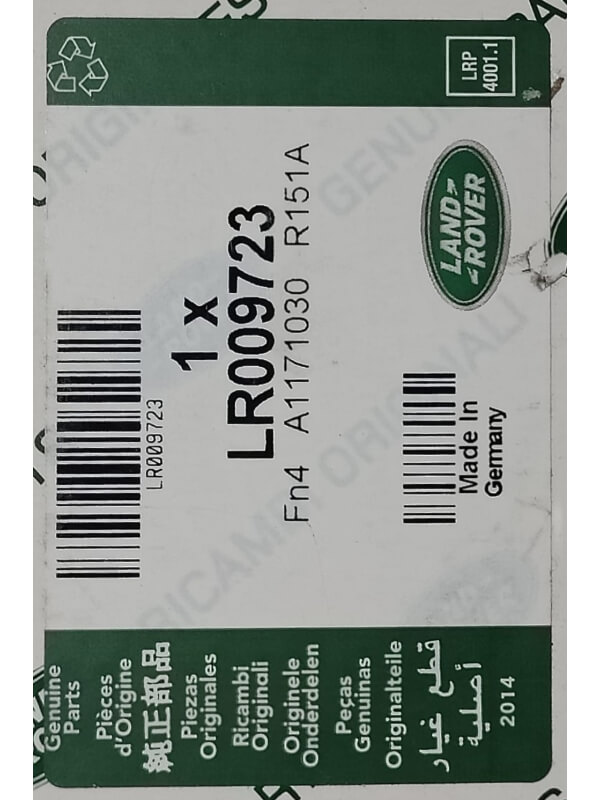 LRP
4001.1
LAND
ROVER
1 x
LR009723
Fn4 A1171030 R151A
LR009723
Made In
Germany
Genuine
Parts
Pièces
d'Origine
純正部品
Piezas
Originales
Ricambi
Originali
Originele
Onderdelen
Peças
Genuinas
Originalteile
قطع غيار
أصلية
2014